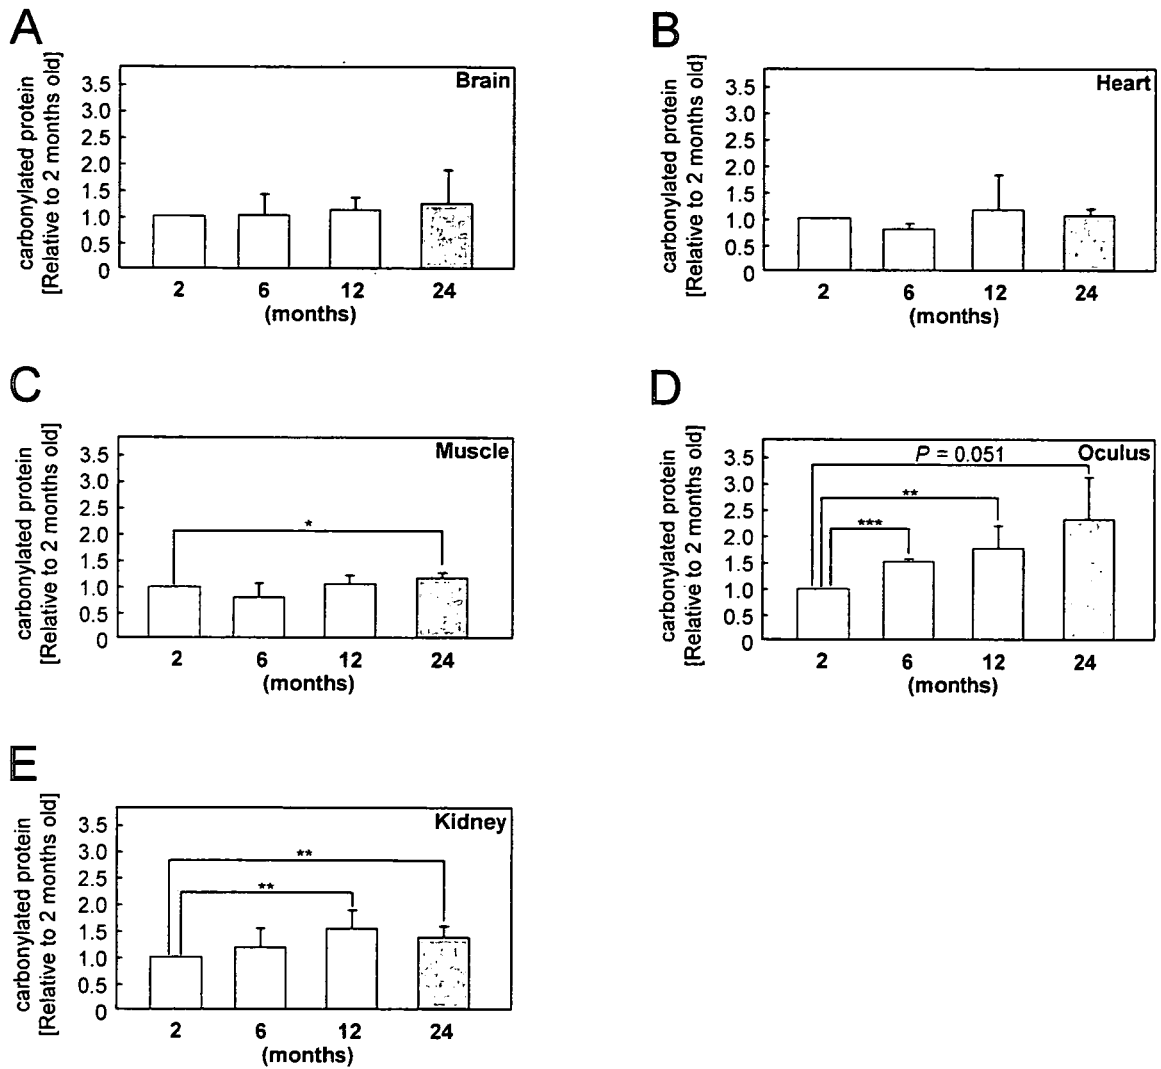 A
carbonylated protein
[Relative to 2 months old]
Brain
3.5
3.0
2.5
2.0
1.5
1.0
0.5
0
2 6 12 24
(months)
B
carbonylated protein
[Relative to 2 months old]
Heart
3.5
3.0
2.5
2.0
1.5
1.0
0.5
0
2 6 12 24
(months)
C
carbonylated protein
[Relative to 2 months old]
Muscle
3.5
3.0
2.5
2.0
1.5
1.0
0.5
0
*
2 6 12 24
(months)
D
carbonylated protein
[Relative to 2 months old]
P = 0.051 Oculus
3.5
3.0
2.5
2.0
1.5
1.0
0.5
0
**
***
2 6 12 24
(months)
E
carbonylated protein
[Relative to 2 months old]
Kidney
3.5
3.0
2.5
2.0
1.5
1.0
0.5
0
**
**
2 6 12 24
(months)